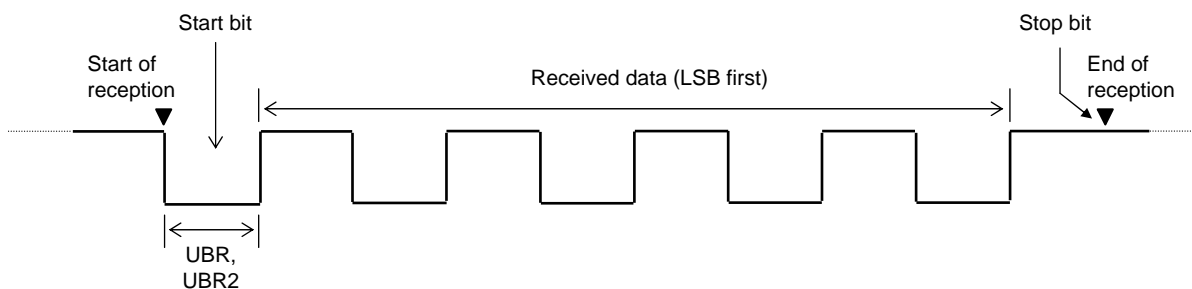 Start bit
Stop bit
Start of
reception
Received data (LSB first)
End of
reception
UBR,
UBR2